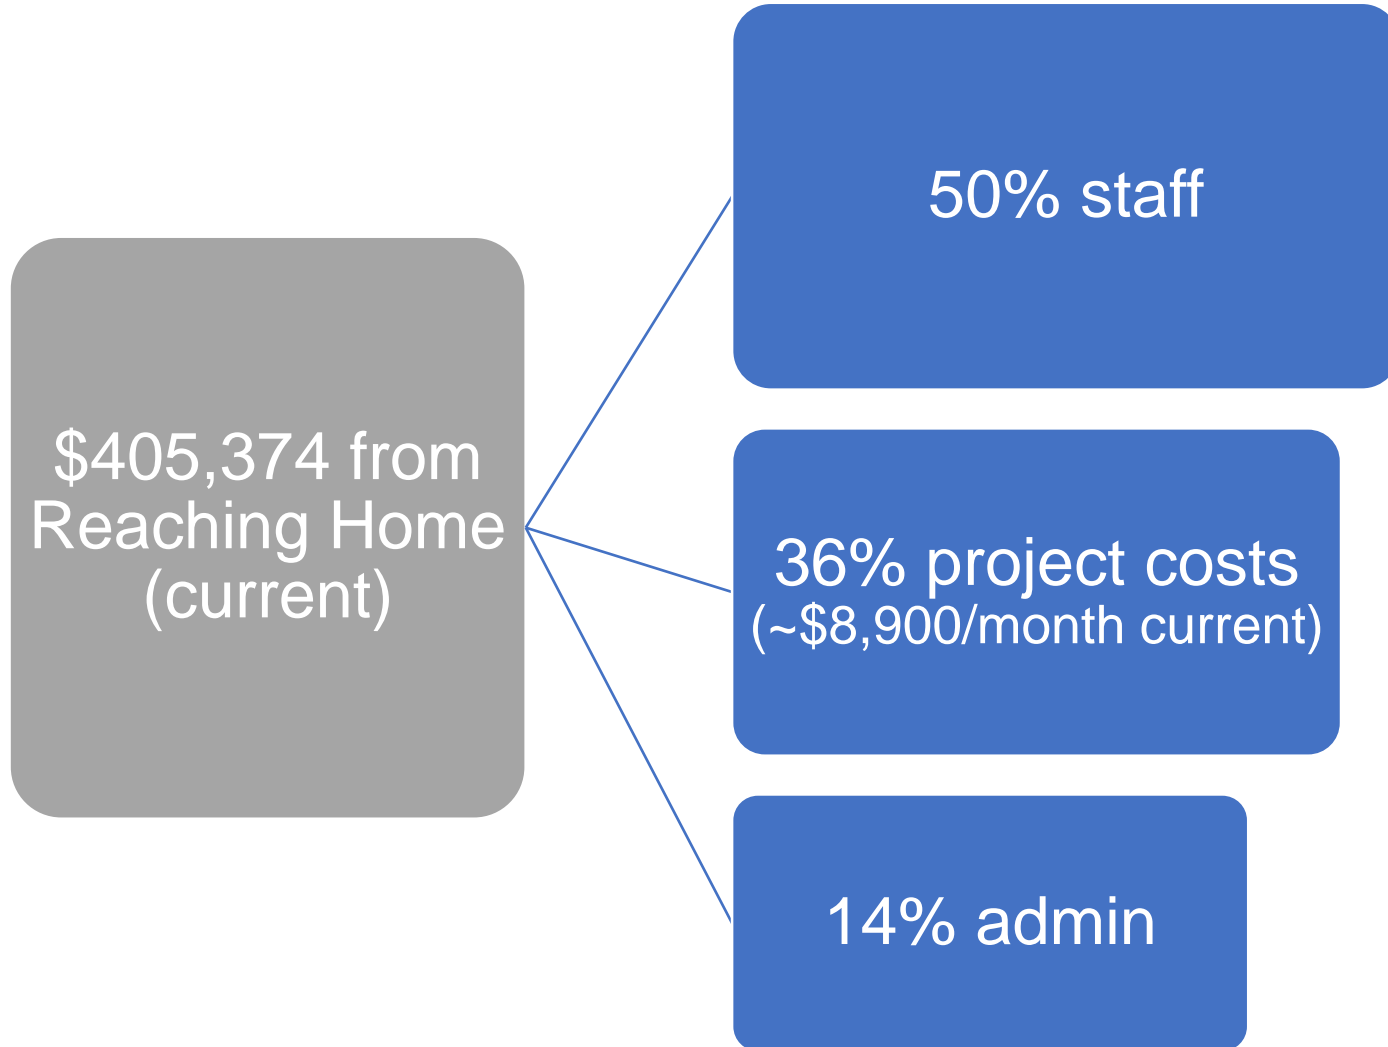 $405,374 from
Reaching Home
(current)
50% staff
36% project costs
(~$8,900/month current)
14% admin